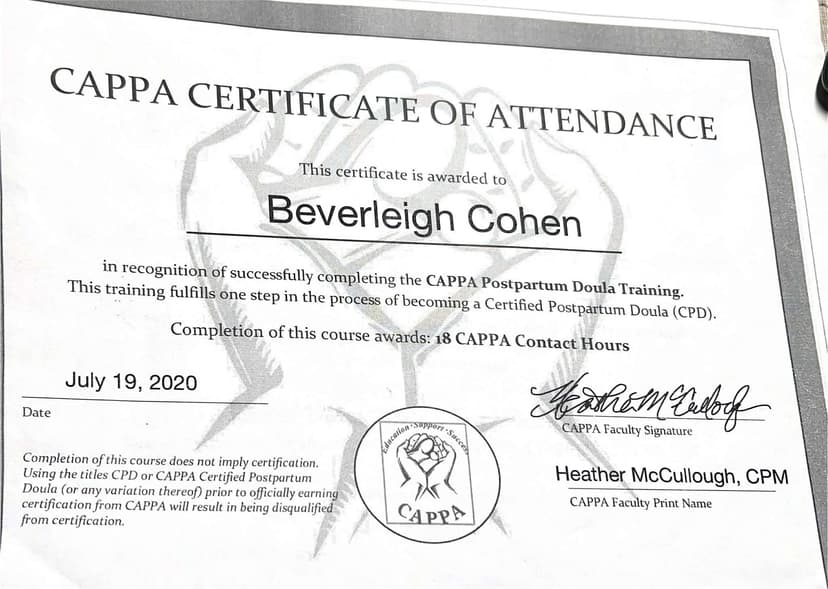 CAPPA CERTIFICATE OF ATTENDANCE
This certificate is awarded to
Beverleigh Cohen
in recognition of successfully completing the CAPPA Postpartum Doula Training.
This training fulfills one step in the process of becoming a Certified Postpartum Doula (CPD).
Completion of this course awards: 18 CAPPA Contact Hours
July 19, 2020
Date
Heather McCullough
CAPPA Faculty Signature
Completion of this course does not imply certification.
Using the titles CPD or CAPPA Certified Postpartum
Doula (or any variation thereof) prior to officially earning
certification from CAPPA will result in being disqualified
from certification.
Education · Support · Success
CAPPA
Heather McCullough, CPM
CAPPA Faculty Print Name